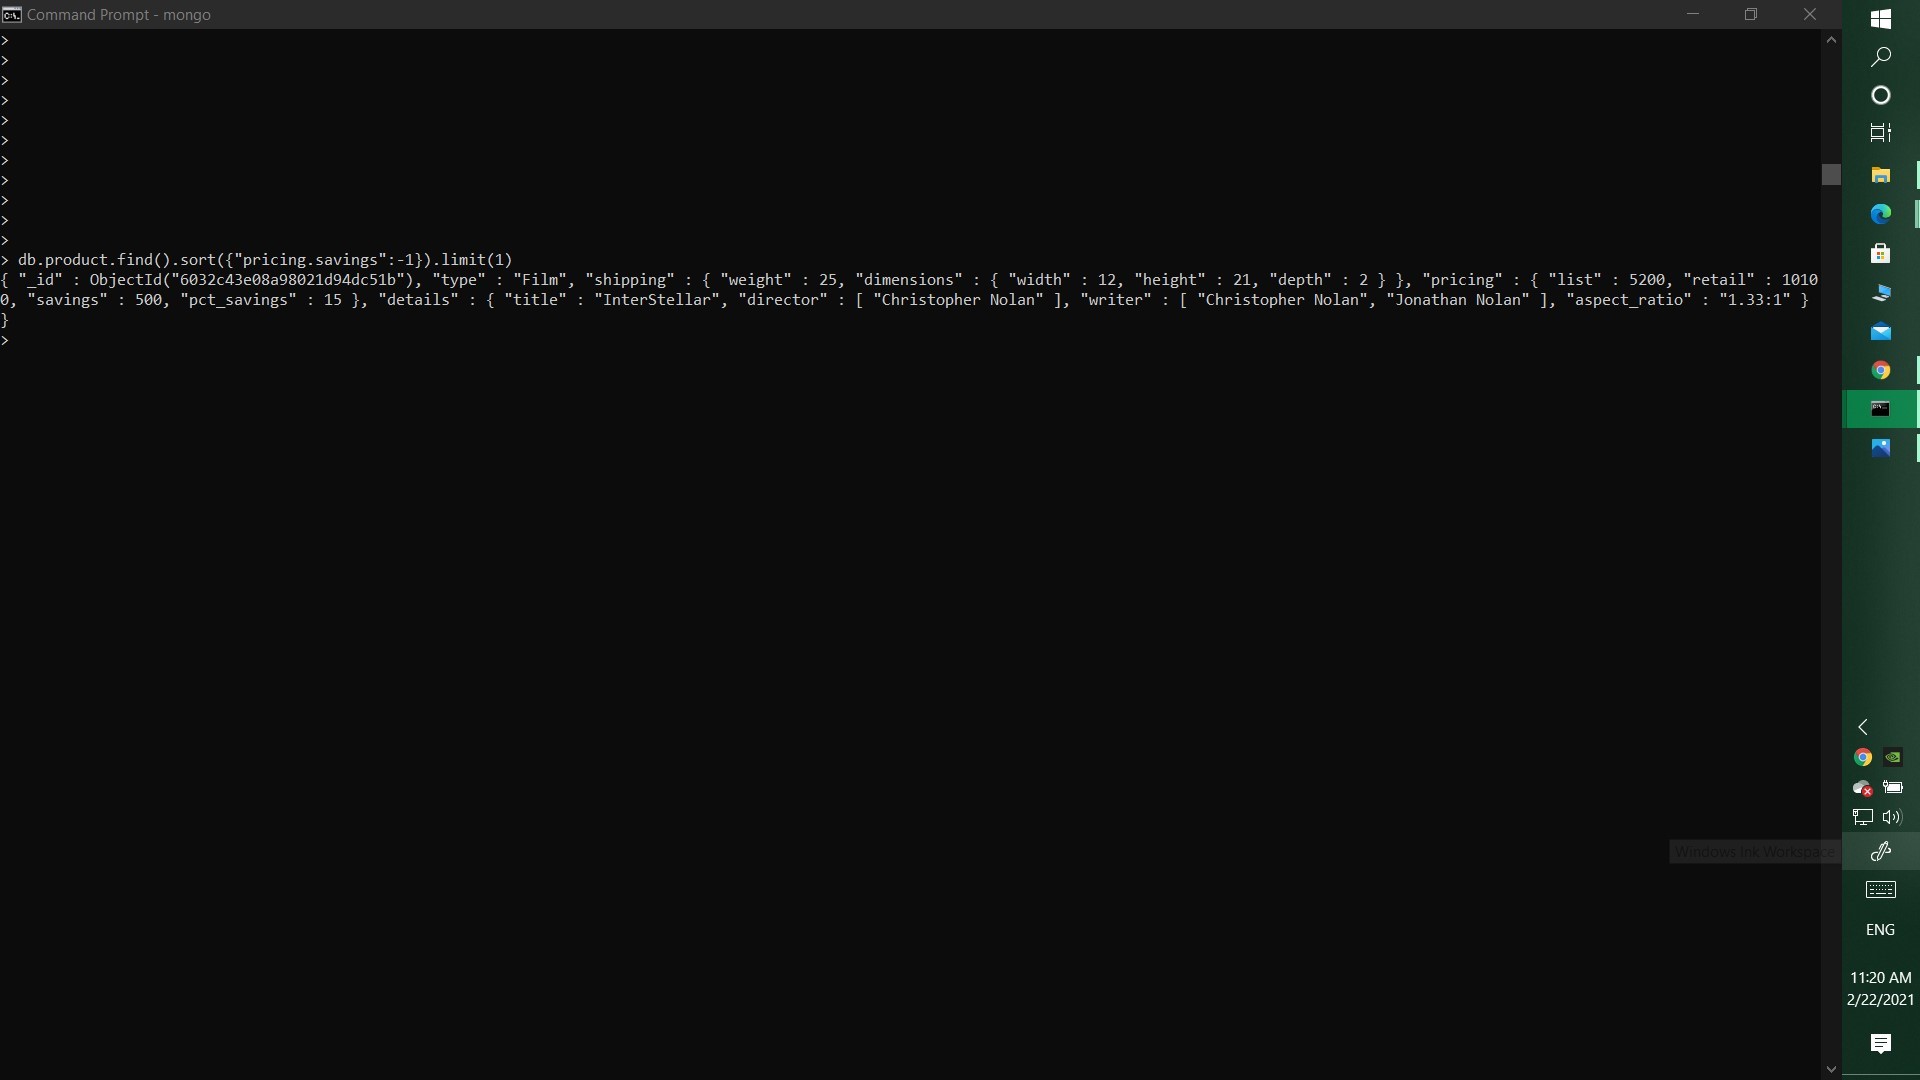 Command Prompt - mongo
>
>
>
>
>
>
>
>
>
>
>
> db.product.find().sort({"pricing.savings":-1}).limit(1)
{ "_id" : ObjectId("6032c43e08a98021d94dc51b"), "type" : "Film", "shipping" : { "weight" : 25, "dimensions" : { "width" : 12, "height" : 21, "depth" : 2 } }, "pricing" : { "list" : 5200, "retail" : 1010
0, "savings" : 500, "pct_savings" : 15 }, "details" : { "title" : "InterStellar", "director" : [ "Christopher Nolan" ], "writer" : [ "Christopher Nolan", "Jonathan Nolan" ], "aspect_ratio" : "1.33:1" }
}
>
Windows Ink Workspace
ENG
11:20 AM
2/22/2021